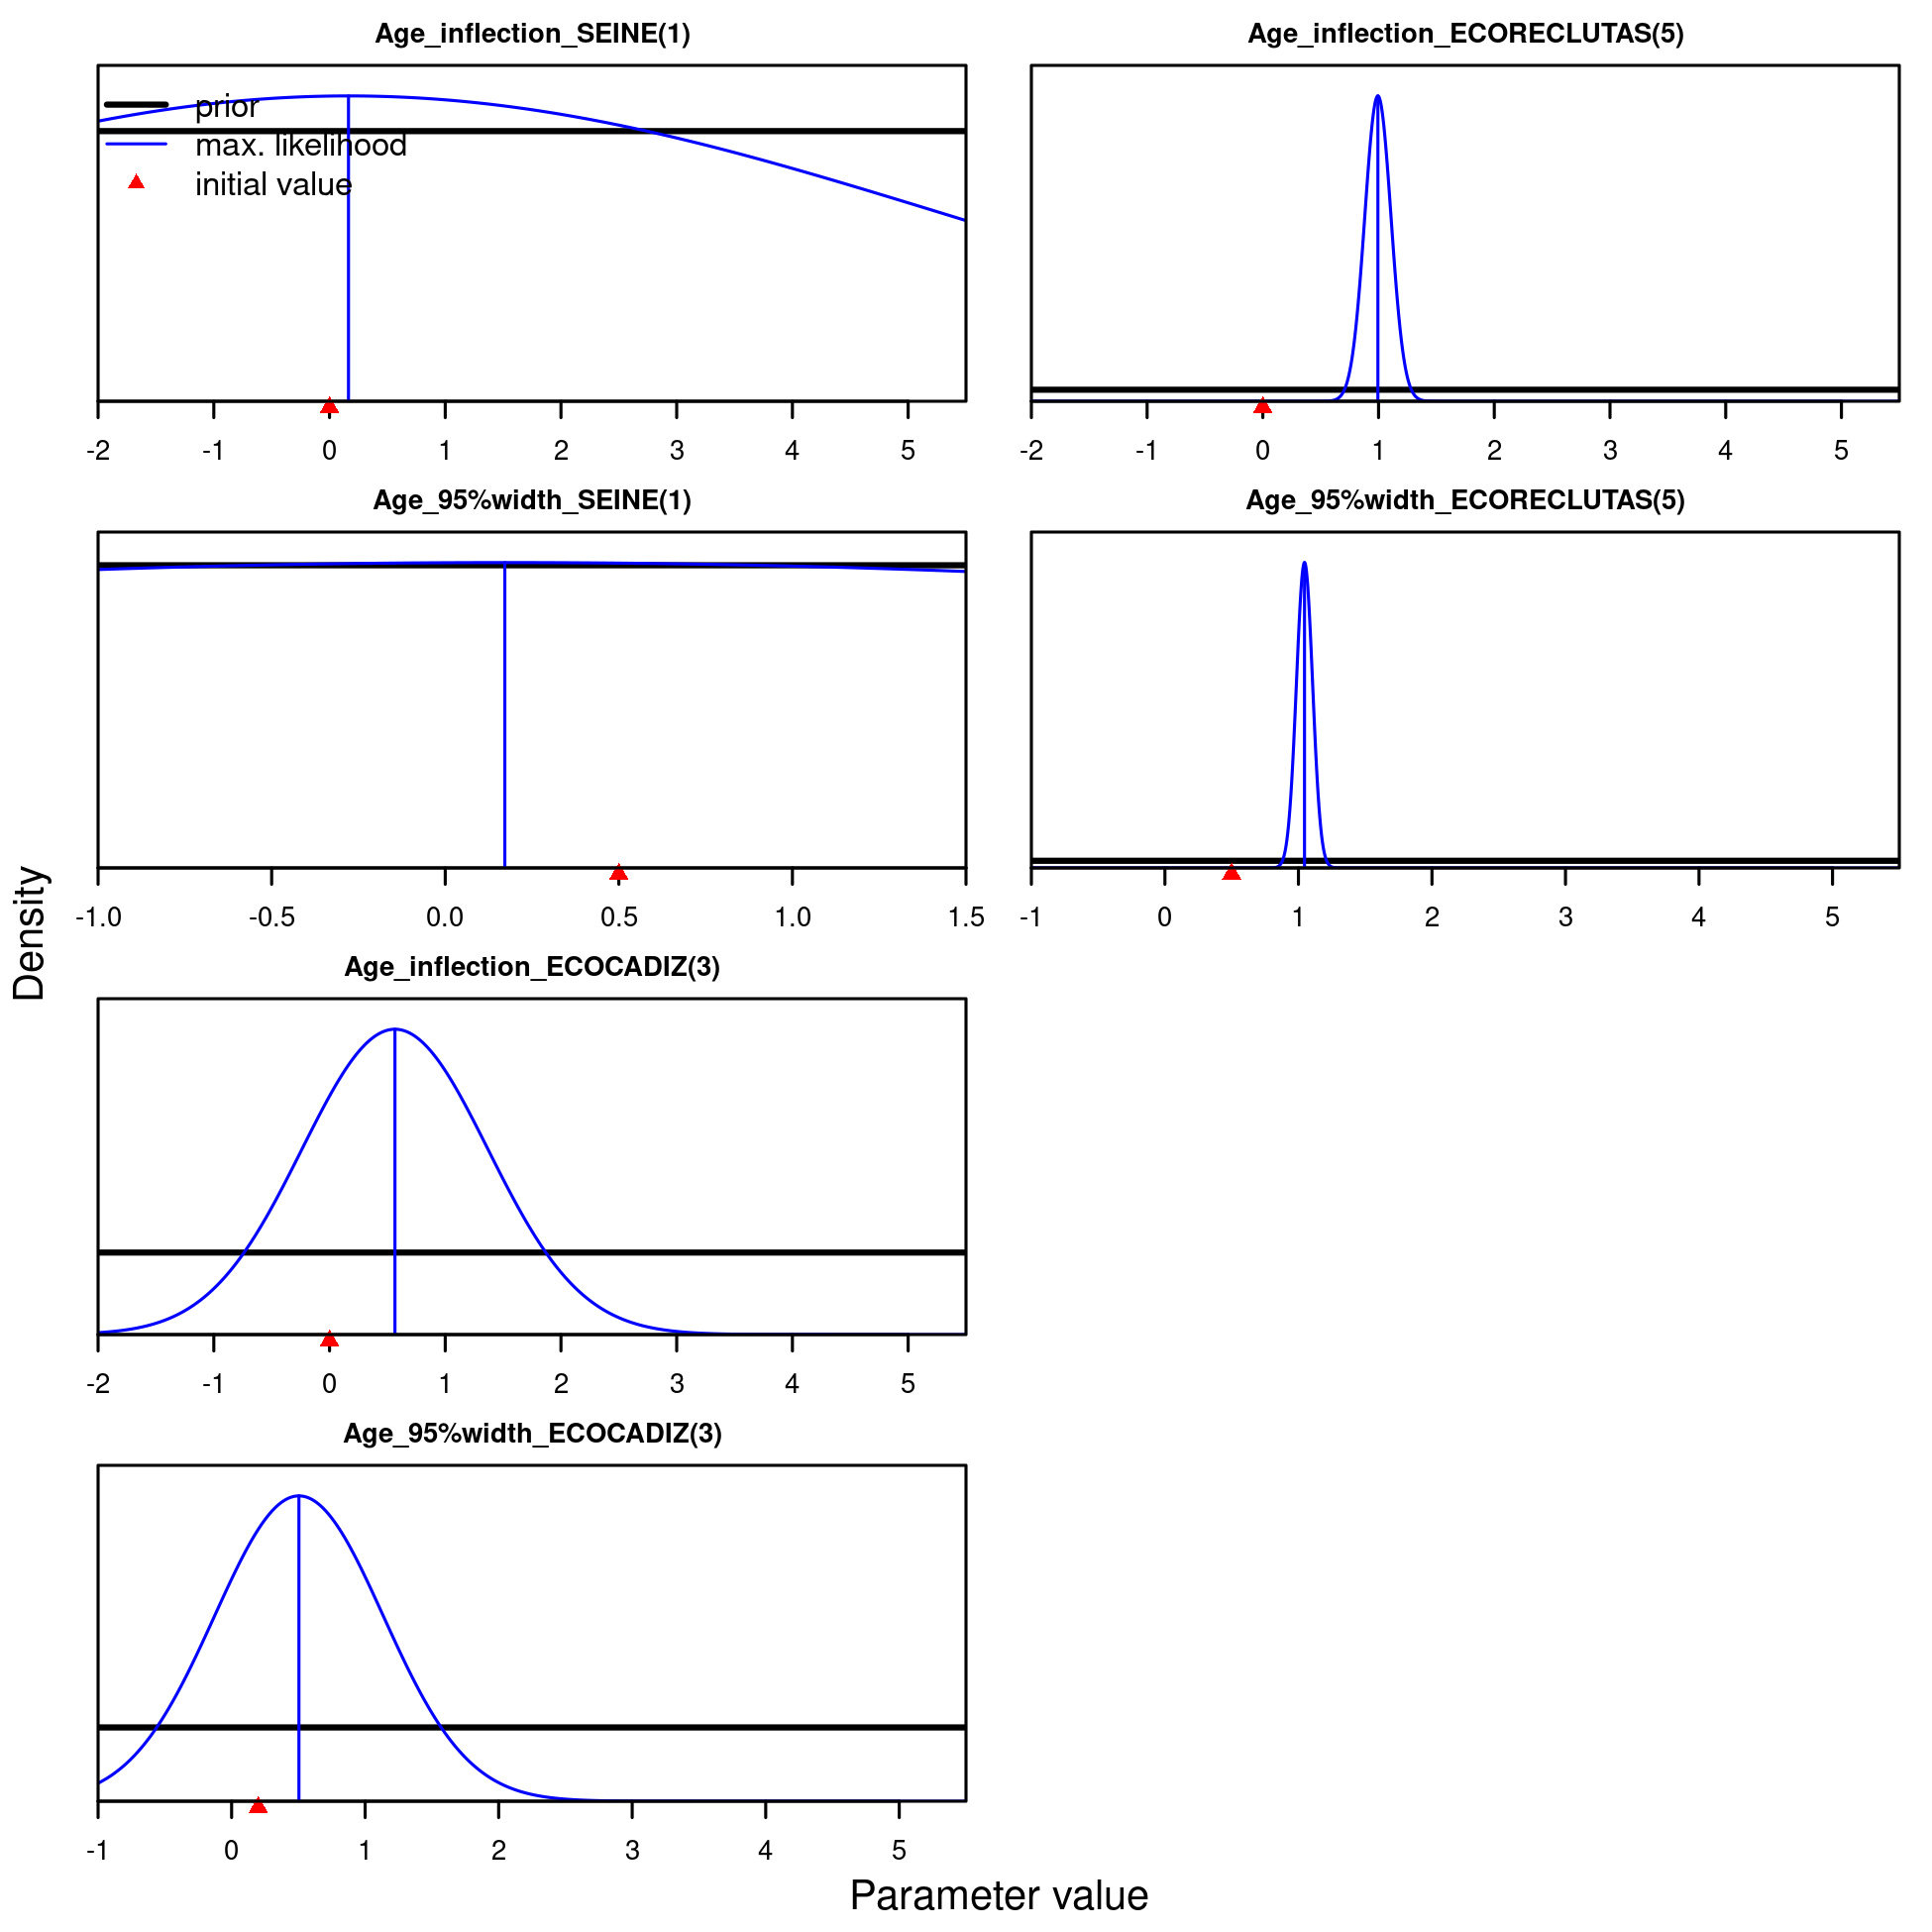 Age_inflection_SEINE(1)
prior
max. likelihood
initial value
-2 -1 0 1 2 3 4 5
Age_inflection_ECORECLUTAS(5)
-2 -1 0 1 2 3 4 5
Age_95%width_SEINE(1)
-1.0 -0.5 0.0 0.5 1.0 1.5
Age_95%width_ECORECLUTAS(5)
-1 0 1 2 3 4 5
Age_inflection_ECOCADIZ(3)
-2 -1 0 1 2 3 4 5
Age_95%width_ECOCADIZ(3)
-1 0 1 2 3 4 5
Density
Parameter value